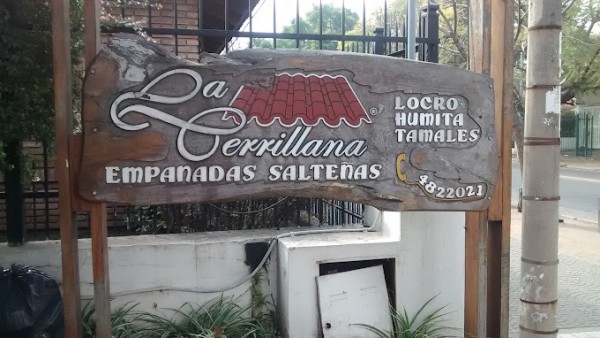 La
Cerrillana
®
EMPANADAS SALTEÑAS
LOCRO
HUMITA
TAMALES
4822021